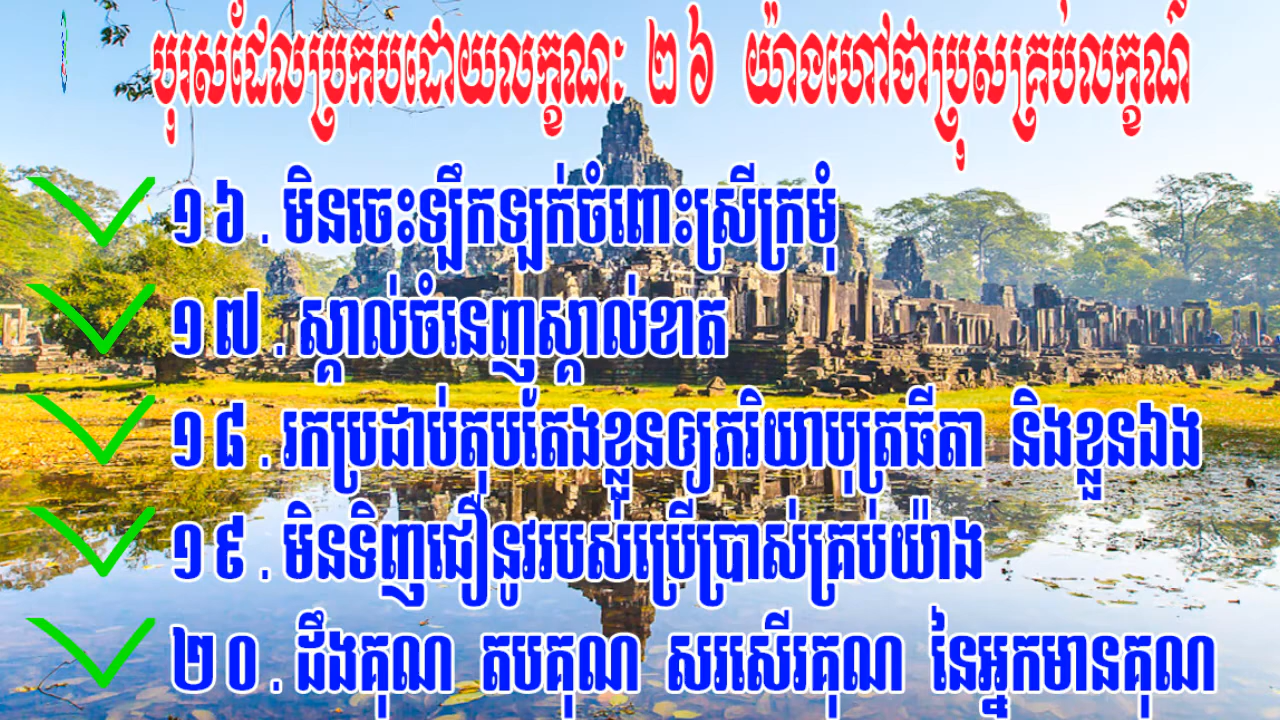 បុរសដែលប្រកបដោយលក្ខណៈ ២៦ យ៉ាងហៅថាប្រុសគ្រប់លក្ខណ៍
១៦.មិនចេះឡឹកឡក់ចំពោះស្រីក្រមុំ
១៧.ស្គាល់ចំនេញស្គាល់ខាត
១៨.រកប្រដាប់តុបតែងខ្លួនឲ្យភរិយាបុត្រធីតា និងខ្លួនឯង
១៩.មិនទិញជឿនូវរបស់ប្រើប្រាស់គ្រប់យ៉ាង
២០.ដឹងគុណ តបគុណ សរសើរគុណ នៃអ្នកមានគុណ